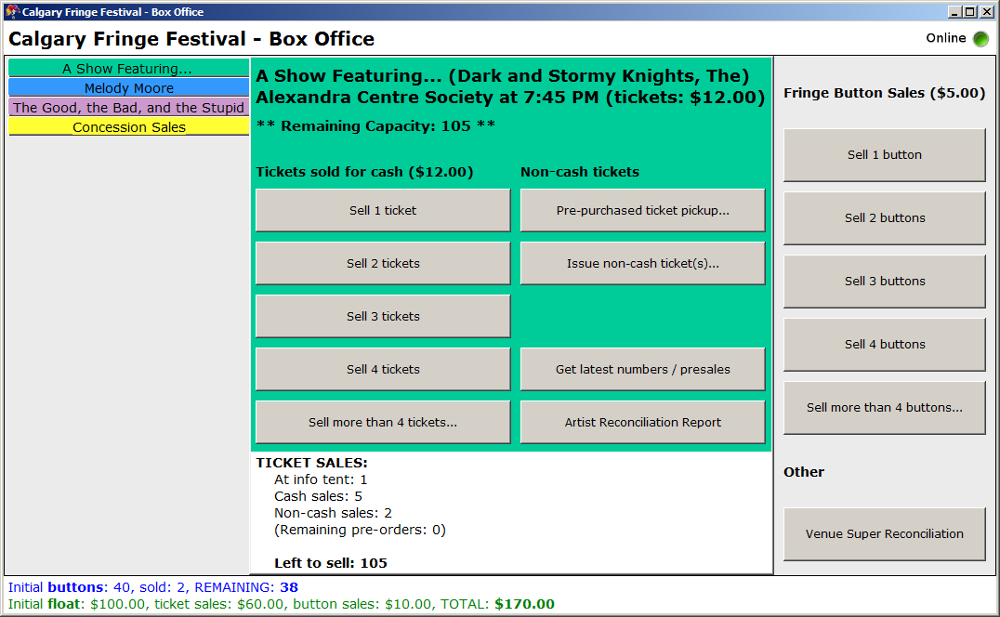 Calgary Fringe Festival - Box Office
Calgary Fringe Festival - Box Office
Online
A Show Featuring...
Melody Moore
The Good, the Bad, and the Stupid
Concession Sales
A Show Featuring... (Dark and Stormy Knights, The)
Alexandra Centre Society at 7:45 PM (tickets: $12.00)
** Remaining Capacity: 105 **
Tickets sold for cash ($12.00)
Sell 1 ticket
Sell 2 tickets
Sell 3 tickets
Sell 4 tickets
Sell more than 4 tickets...
Non-cash tickets
Pre-purchased ticket pickup...
Issue non-cash ticket(s)...
Get latest numbers / presales
Artist Reconciliation Report
TICKET SALES:
At info tent: 1
Cash sales: 5
Non-cash sales: 2
(Remaining pre-orders: 0)
Left to sell: 105
Fringe Button Sales ($5.00)
Sell 1 button
Sell 2 buttons
Sell 3 buttons
Sell 4 buttons
Sell more than 4 buttons...
Other
Venue Super Reconciliation
Initial buttons: 40, sold: 2, REMAINING: 38
Initial float: $100.00, ticket sales: $60.00, button sales: $10.00, TOTAL: $170.00